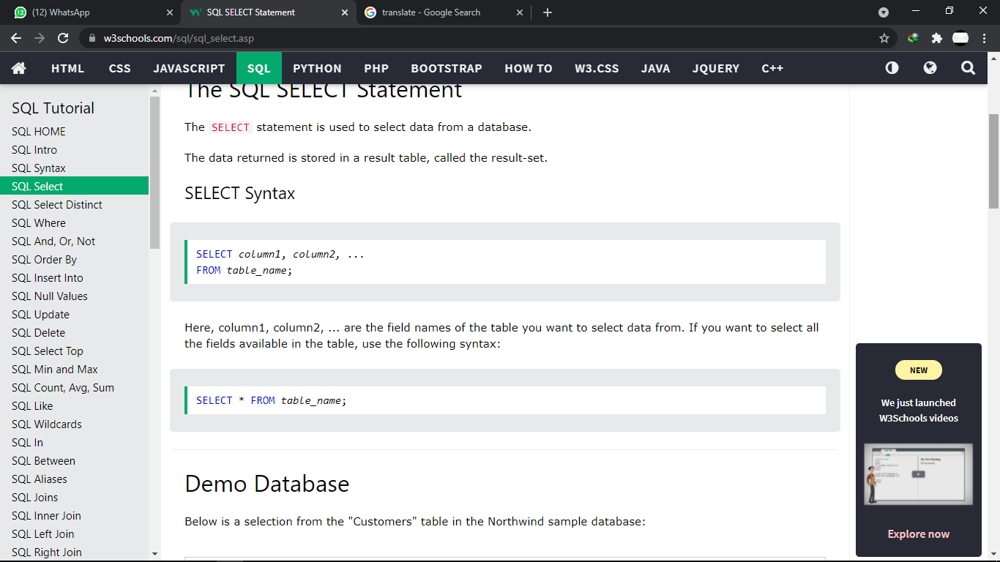 (12) WhatsApp
SQL SELECT Statement
translate - Google Search
w3schools.com/sql/sql_select.asp
HTML CSS JAVASCRIPT SQL PYTHON PHP BOOTSTRAP HOW TO W3.CSS JAVA JQUERY C++
SQL Tutorial
SQL HOME
SQL Intro
SQL Syntax
SQL Select
SQL Select Distinct
SQL Where
SQL And, Or, Not
SQL Order By
SQL Insert Into
SQL Null Values
SQL Update
SQL Delete
SQL Select Top
SQL Min and Max
SQL Count, Avg, Sum
SQL Like
SQL Wildcards
SQL In
SQL Between
SQL Aliases
SQL Joins
SQL Inner Join
SQL Left Join
SQL Right Join
The SQL SELECT Statement
The SELECT statement is used to select data from a database.
The data returned is stored in a result table, called the result-set.
SELECT Syntax
SELECT column1, column2, ...
FROM table_name;
Here, column1, column2, ... are the field names of the table you want to select data from. If you want to select all
the fields available in the table, use the following syntax:
SELECT * FROM table_name;
Demo Database
Below is a selection from the "Customers" table in the Northwind sample database:
NEW
We just launched
W3Schools videos
Explore now